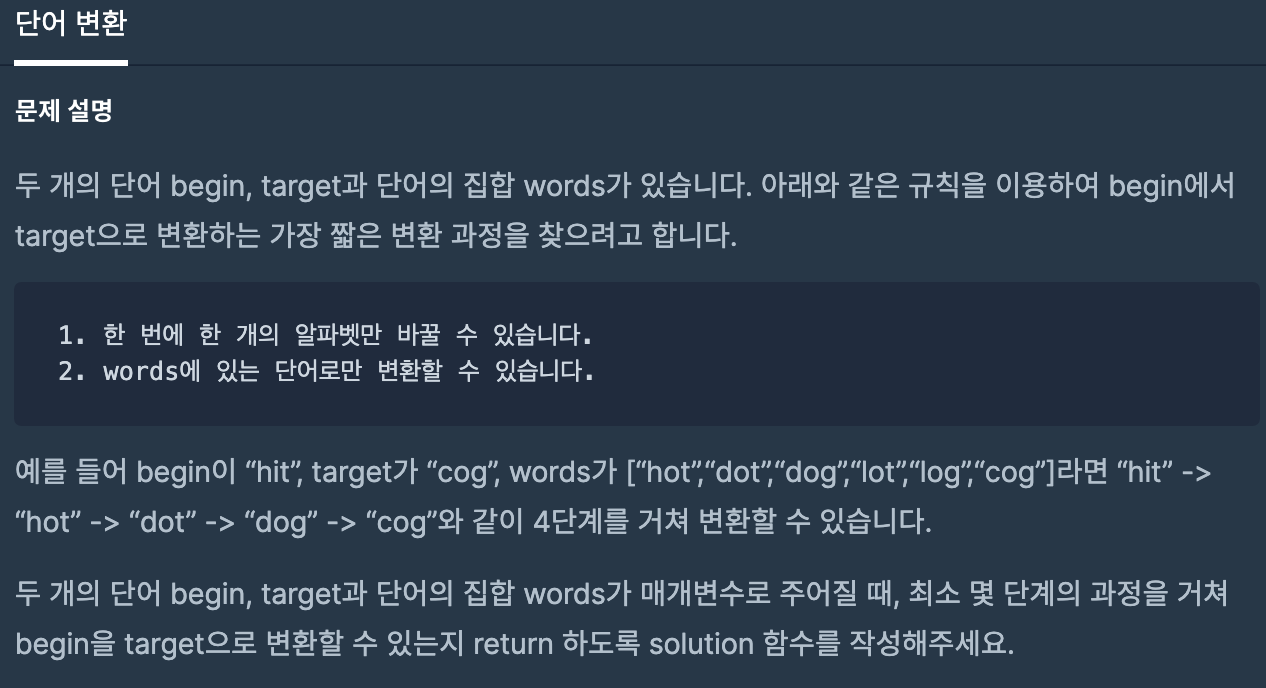 단어 변환
문제 설명
두 개의 단어 begin, target과 단어의 집합 words가 있습니다. 아래와 같은 규칙을 이용하여 begin에서
target으로 변환하는 가장 짧은 변환 과정을 찾으려고 합니다.
1. 한 번에 한 개의 알파벳만 바꿀 수 있습니다.
2. words에 있는 단어로만 변환할 수 있습니다.
예를 들어 begin이 “hit”, target가 “cog”, words가 [“hot”,“dot”,“dog”,“lot”,“log”,“cog”]라면 “hit” ->
“hot” -> “dot” -> “dog” -> “cog”와 같이 4단계를 거쳐 변환할 수 있습니다.
두 개의 단어 begin, target과 단어의 집합 words가 매개변수로 주어질 때, 최소 몇 단계의 과정을 거쳐
begin을 target으로 변환할 수 있는지 return 하도록 solution 함수를 작성해주세요.